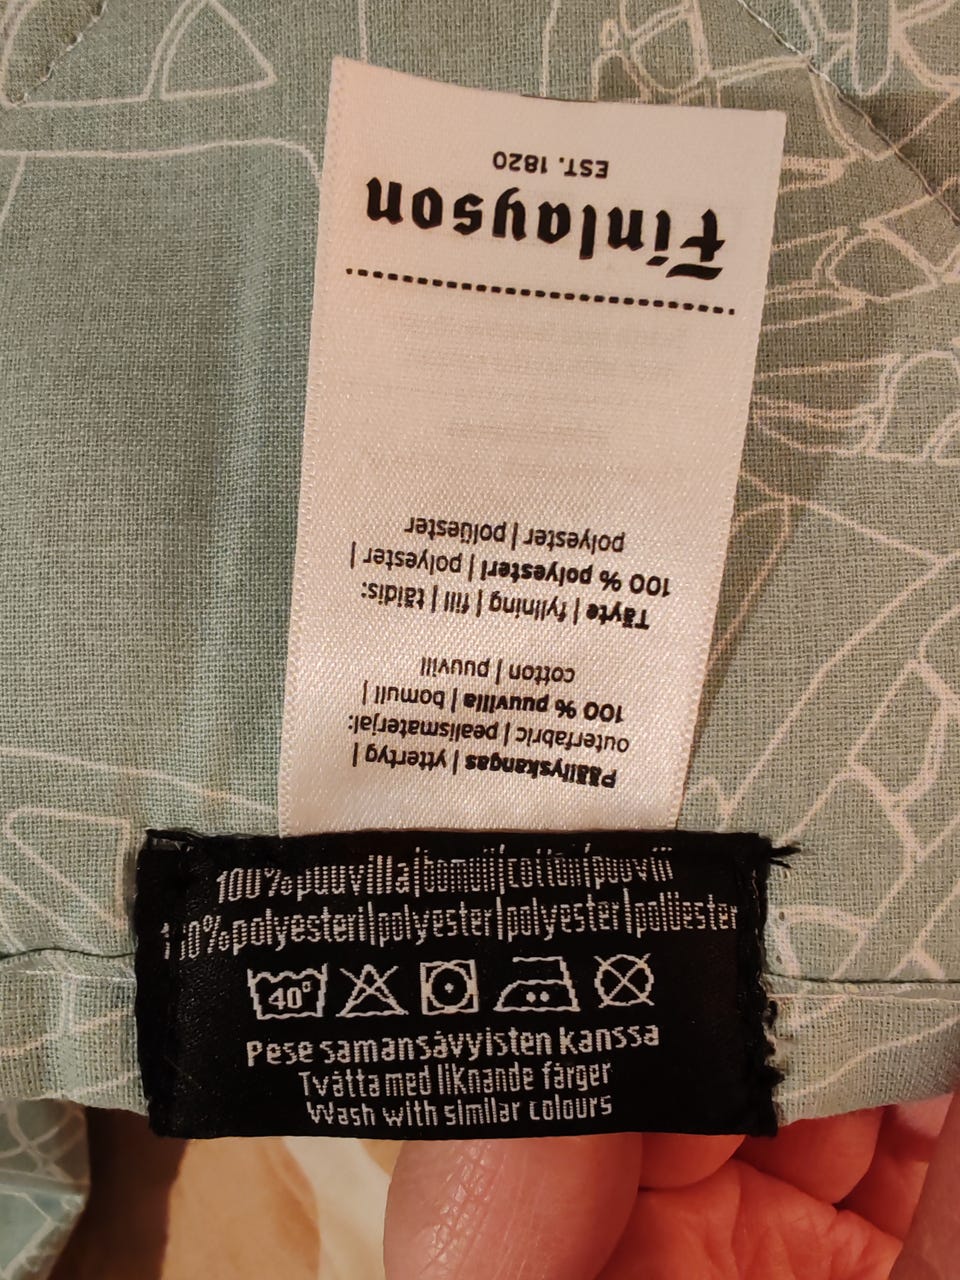 Finlayson
EST. 1820
Päällyskangas | yttertyg |
outerfabric | pealismaterjal:
100 % puuvilla | bomull |
cotton | puuvill
Täyte | fyllning | fill | täidis:
100 % polyesteri | polyester |
polyester | polüester
100% puuvilla|bomull|cotton|puuvill
100% polyesteri|polyester|polyester|polüester
40°
Pese samansävyisten kanssa
Tvätta med liknande färger
Wash with similar colours